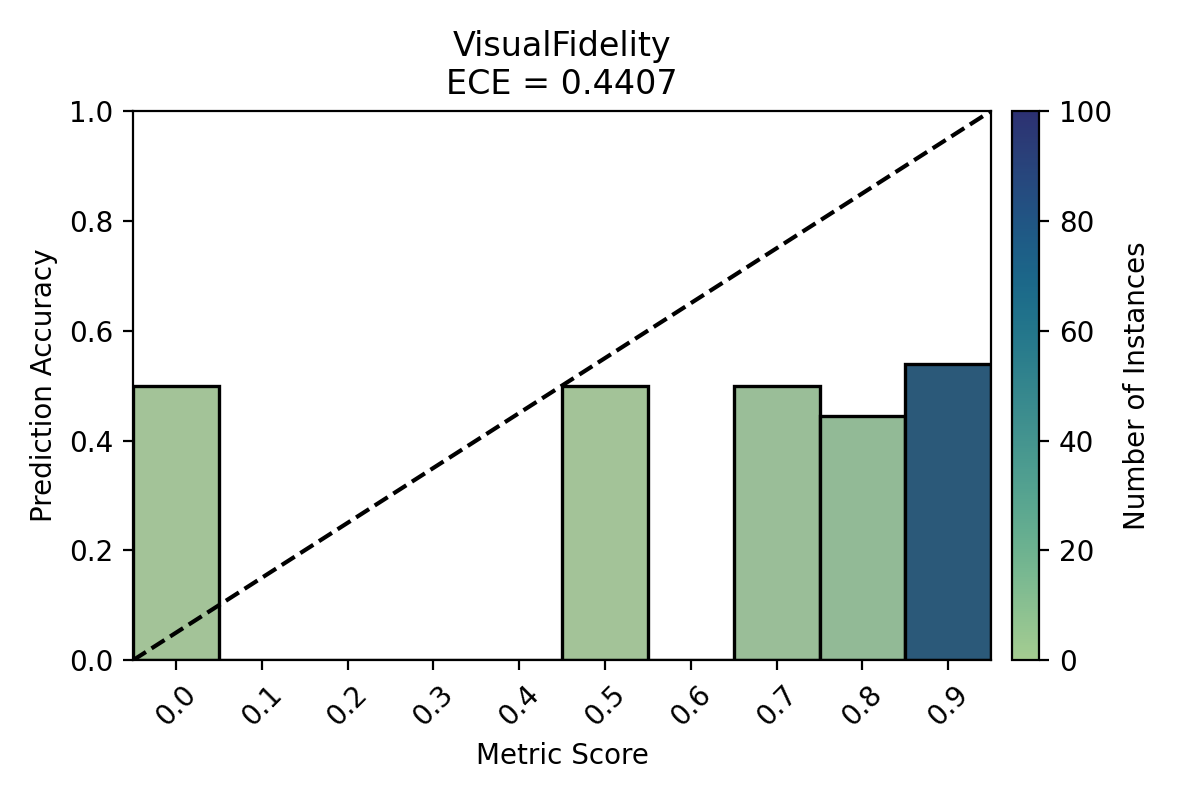 VisualFidelity
ECE = 0.4407
1.0
0.8
0.6
0.4
0.2
0.0
Prediction Accuracy
0.0 0.1 0.2 0.3 0.4 0.5 0.6 0.7 0.8 0.9
Metric Score
100
80
60
40
20
0
Number of Instances